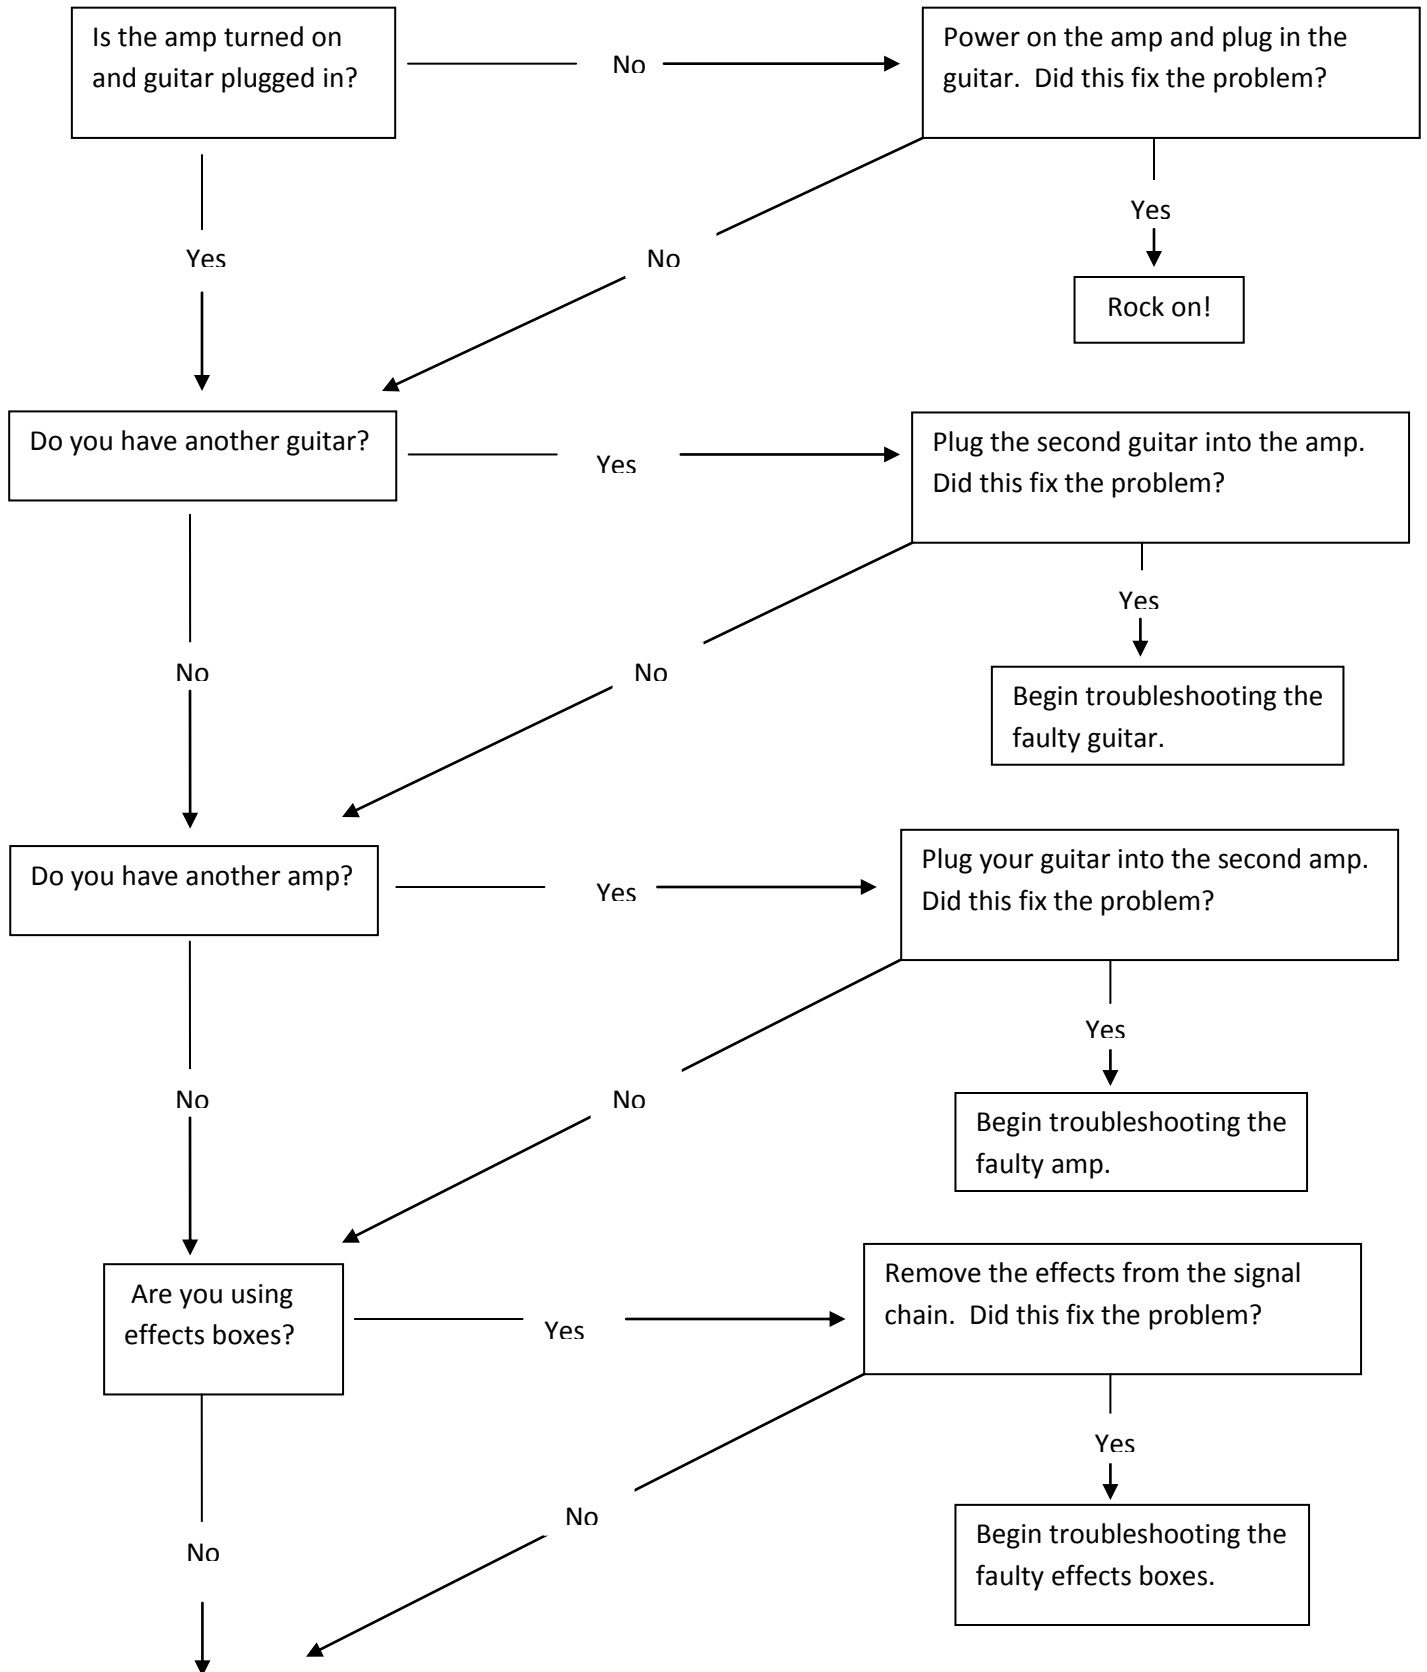 Is the amp turned on
and guitar plugged in?
No
Power on the amp and plug in the
guitar.  Did this fix the problem?
Yes
No
Yes
Rock on!
Do you have another guitar?
Yes
Plug the second guitar into the amp.
Did this fix the problem?
No
No
Yes
Begin troubleshooting the
faulty guitar.
Do you have another amp?
Yes
Plug your guitar into the second amp.
Did this fix the problem?
No
No
Yes
Begin troubleshooting the
faulty amp.
Are you using
effects boxes?
Yes
Remove the effects from the signal
chain.  Did this fix the problem?
No
No
Yes
Begin troubleshooting the
faulty effects boxes.